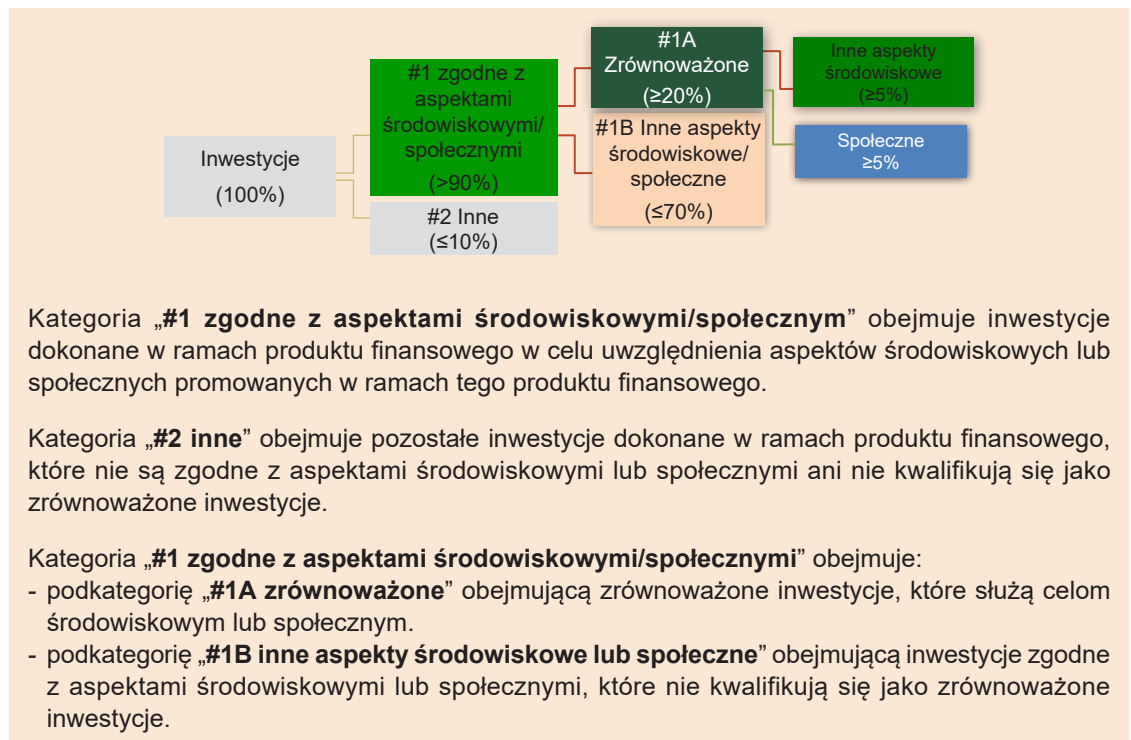 Inwestycje
(100%)
#1 zgodne z
aspektami
środowiskowymi/
społecznymi
(>90%)
#2 Inne
(≤10%)
#1A
Zrównoważone
(≥20%)
#1B Inne aspekty
środowiskowe/
społeczne
(≤70%)
Inne aspekty
środowiskowe
(≥5%)
Społeczne
≥5%
Kategoria „#1 zgodne z aspektami środowiskowymi/społecznym” obejmuje inwestycje
dokonane w ramach produktu finansowego w celu uwzględnienia aspektów środowiskowych lub
społecznych promowanych w ramach tego produktu finansowego.
Kategoria „#2 inne” obejmuje pozostałe inwestycje dokonane w ramach produktu finansowego,
które nie są zgodne z aspektami środowiskowymi lub społecznymi ani nie kwalifikują się jako
zrównoważone inwestycje.
Kategoria „#1 zgodne z aspektami środowiskowymi/społecznymi” obejmuje:
- podkategorię „#1A zrównoważone” obejmującą zrównoważone inwestycje, które służą celom
środowiskowym lub społecznym.
- podkategorię „#1B inne aspekty środowiskowe lub społeczne” obejmującą inwestycje zgodne
z aspektami środowiskowymi lub społecznymi, które nie kwalifikują się jako zrównoważone
inwestycje.